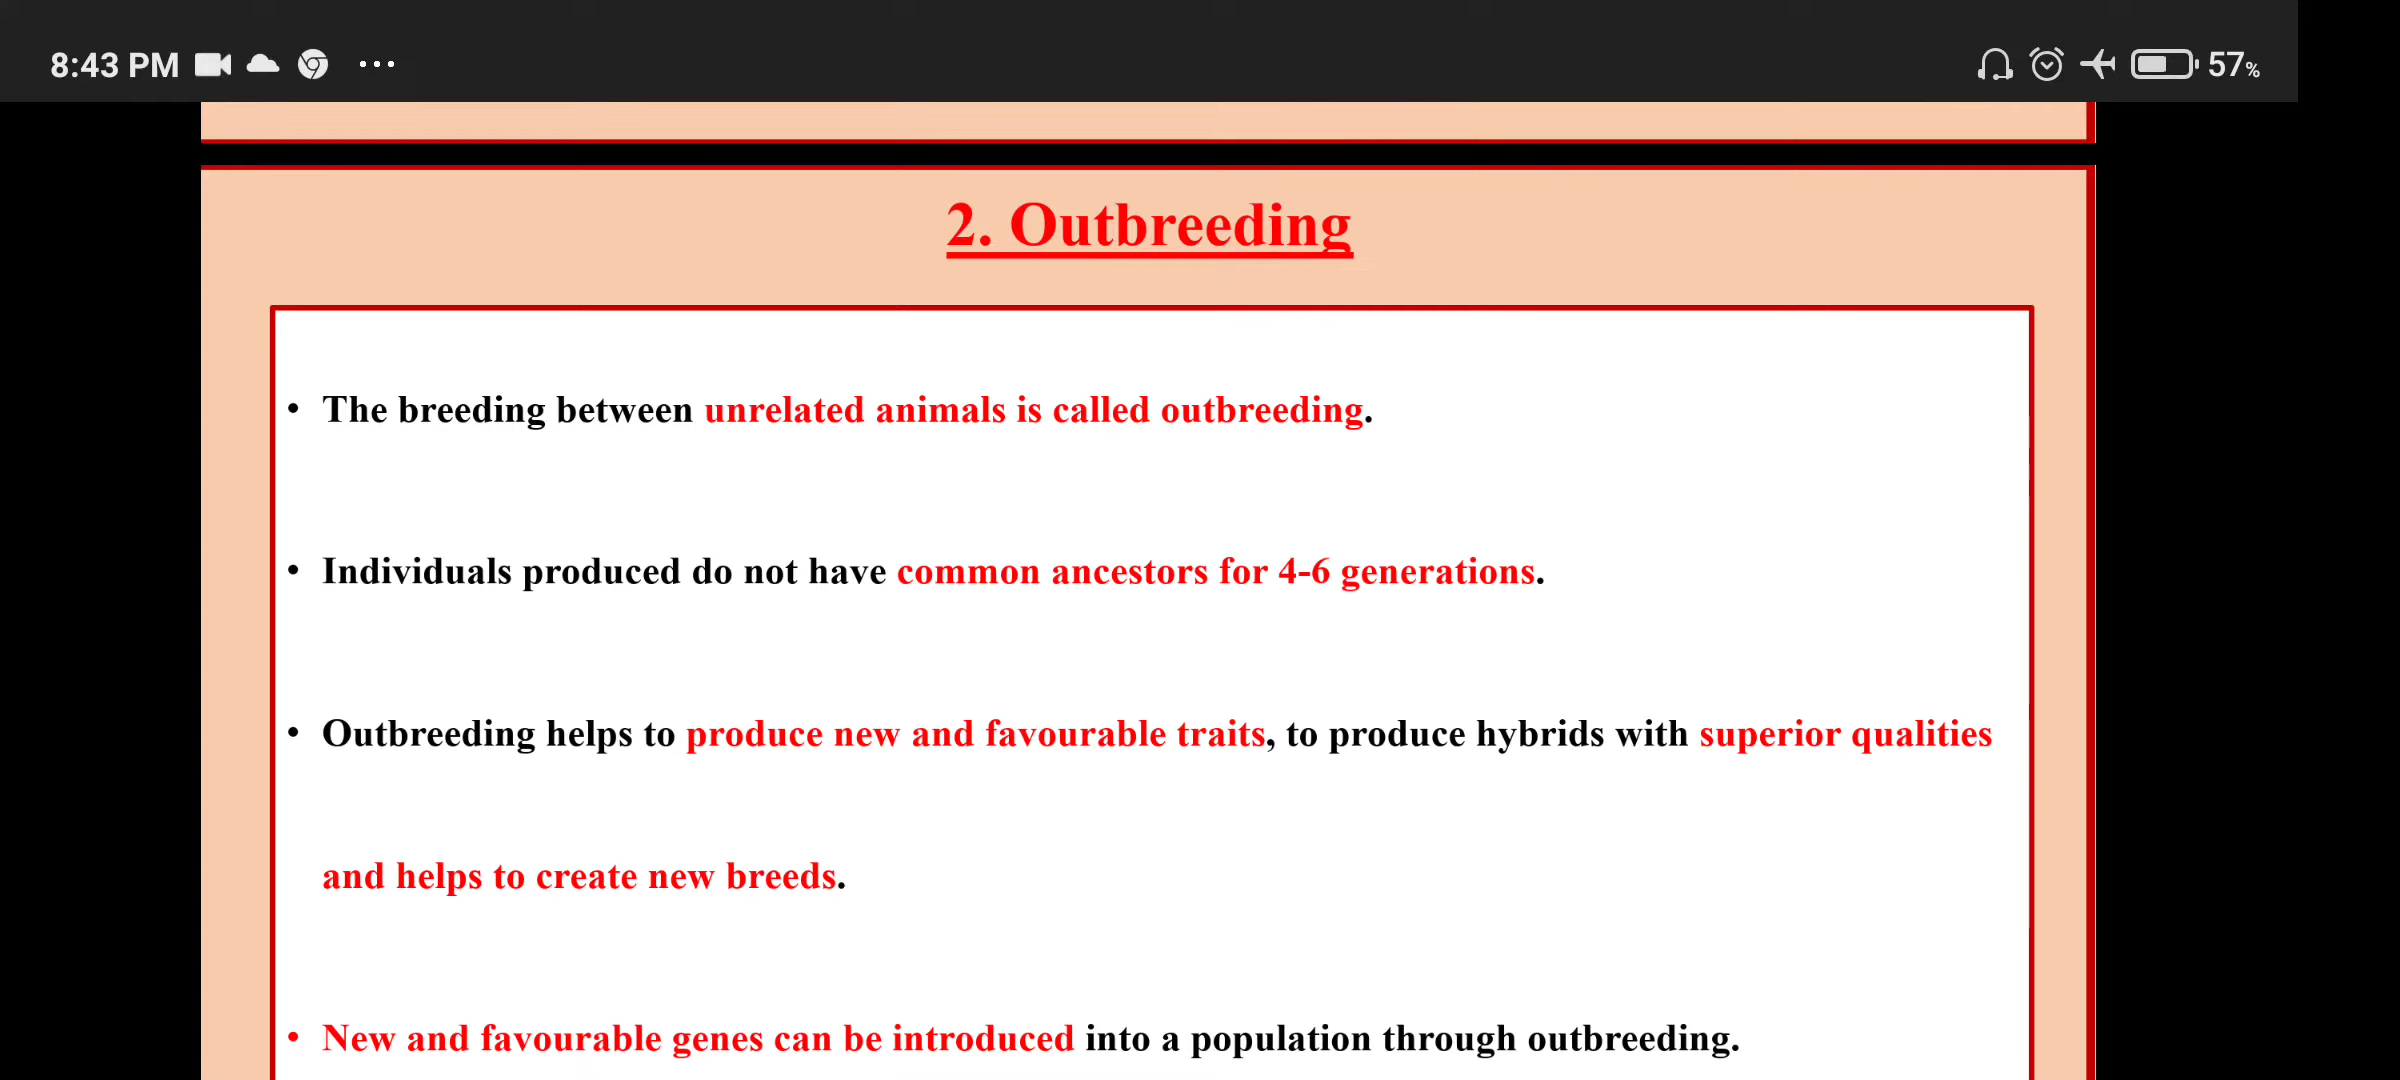 8:43 PM ... 57%
2. Outbreeding
• The breeding between unrelated animals is called outbreeding.
• Individuals produced do not have common ancestors for 4-6 generations.
• Outbreeding helps to produce new and favourable traits, to produce hybrids with superior qualities
and helps to create new breeds.
• New and favourable genes can be introduced into a population through outbreeding.